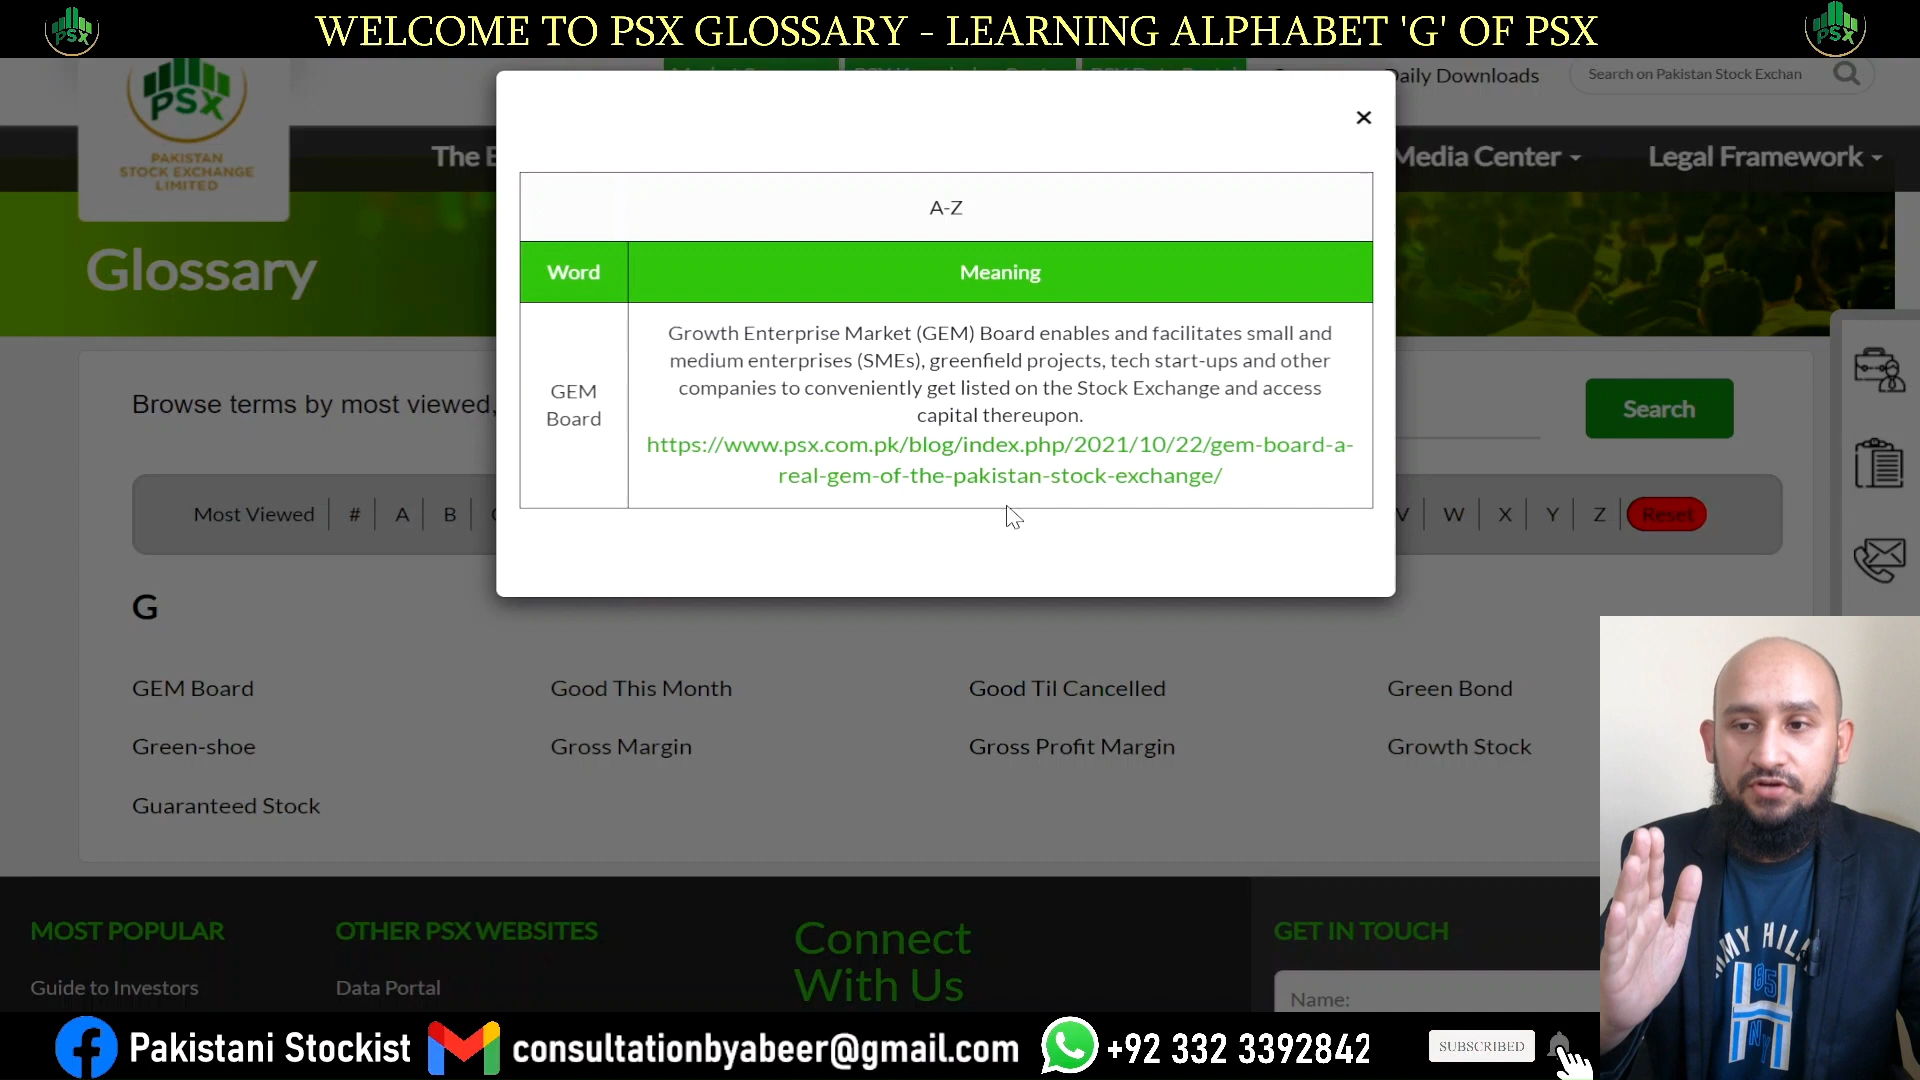 WELCOME TO PSX GLOSSARY - LEARNING ALPHABET 'G' OF PSX
PSX
PSX
Daily Downloads
Search on Pakistan Stock Exchan
PSX
PAKISTAN
STOCK EXCHANGE
LIMITED
The E
Media Center
Legal Framework
Glossary
A-Z
Word
Meaning
GEM
Board
Growth Enterprise Market (GEM) Board enables and facilitates small and
medium enterprises (SMEs), greenfield projects, tech start-ups and other
companies to conveniently get listed on the Stock Exchange and access
capital thereupon.
https://www.psx.com.pk/blog/index.php/2021/10/22/gem-board-a-
real-gem-of-the-pakistan-stock-exchange/
Browse terms by most viewed,
Search
Most Viewed # A B V W X Y Z Reset
G
GEM Board Good This Month Good Til Cancelled Green Bond
Green-shoe Gross Margin Gross Profit Margin Growth Stock
Guaranteed Stock
MOST POPULAR
OTHER PSX WEBSITES
Connect
With Us
GET IN TOUCH
Guide to Investors
Data Portal
Name:
Pakistani Stockist
consultationbyabeer@gmail.com
+92 332 3392842
SUBSCRIBED
MY HIL
85
NY